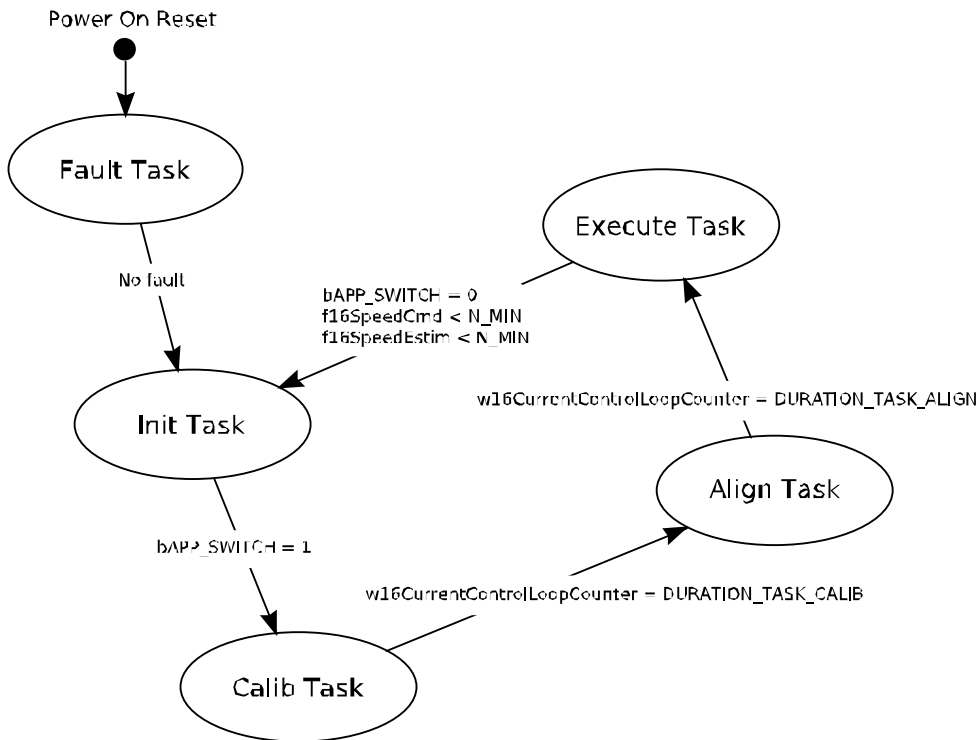 Power On Reset
Fault Task
Execute Task
No fault
bAPP_SWITCH = 0
f16SpeedCmd < N_MIN
f16SpeedEstim < N_MIN
w16CurrentControlLoopCounter = DURATION_TASK_ALIGN
Init Task
Align Task
bAPP_SWITCH = 1
w16CurrentControlLoopCounter = DURATION_TASK_CALIB
Calib Task